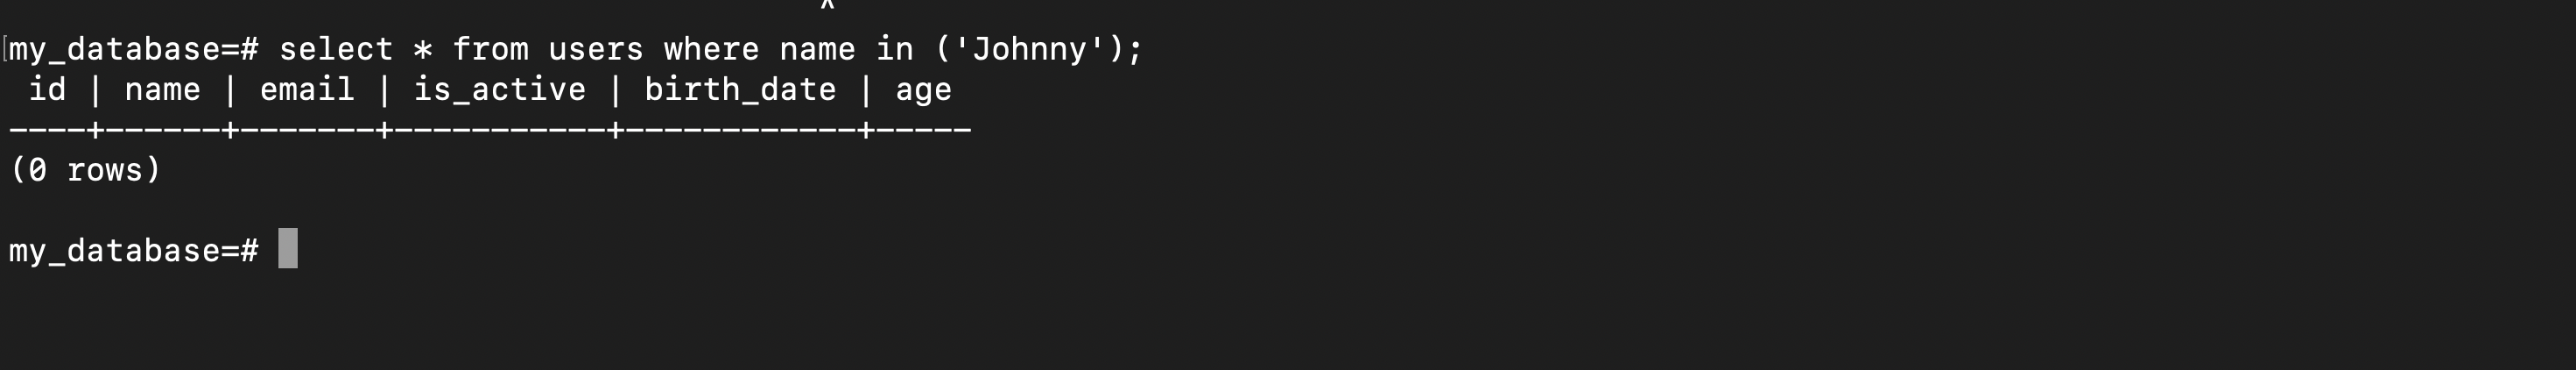 ^
my_database=# select * from users where name in ('Johnny');
 id | name | email | is_active | birth_date | age
----+------+-------+-----------+------------+-----
(0 rows)
my_database=#